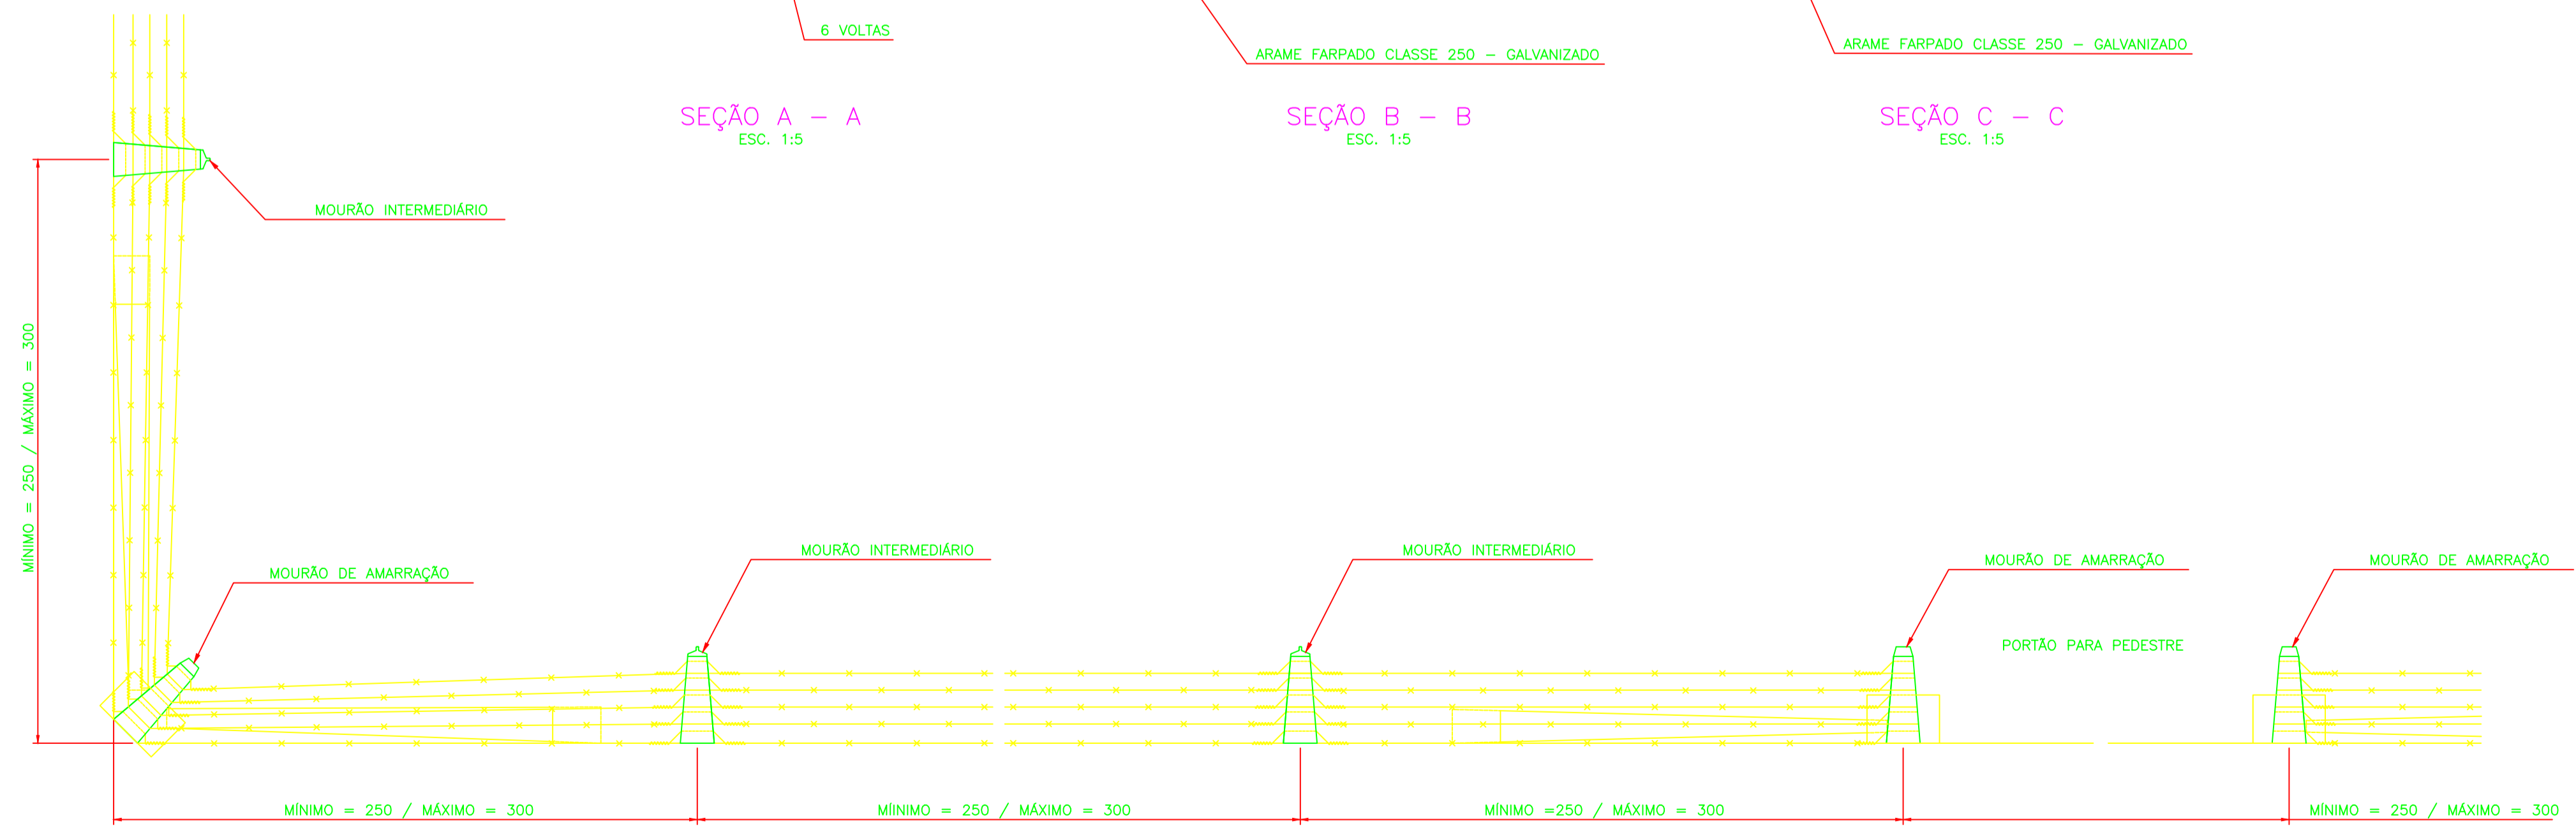 6 VOLTAS
ARAME FARPADO CLASSE 250 - GALVANIZADO
ARAME FARPADO CLASSE 250 - GALVANIZADO
SEÇÃO A - A
ESC. 1:5
SEÇÃO B - B
ESC. 1:5
SEÇÃO C - C
ESC. 1:5
MOURÃO INTERMEDIÁRIO
MÍNIMO = 250 / MÁXIMO = 300
MOURÃO DE AMARRAÇÃO
MOURÃO INTERMEDIÁRIO
MOURÃO INTERMEDIÁRIO
MOURÃO DE AMARRAÇÃO
MOURÃO DE AMARRAÇÃO
PORTÃO PARA PEDESTRE
MÍNIMO = 250 / MÁXIMO = 300
MÍINIMO = 250 / MÁXIMO = 300
MÍNIMO =250 / MÁXIMO = 300
MÍNIMO = 250 / MÁXIMO = 300